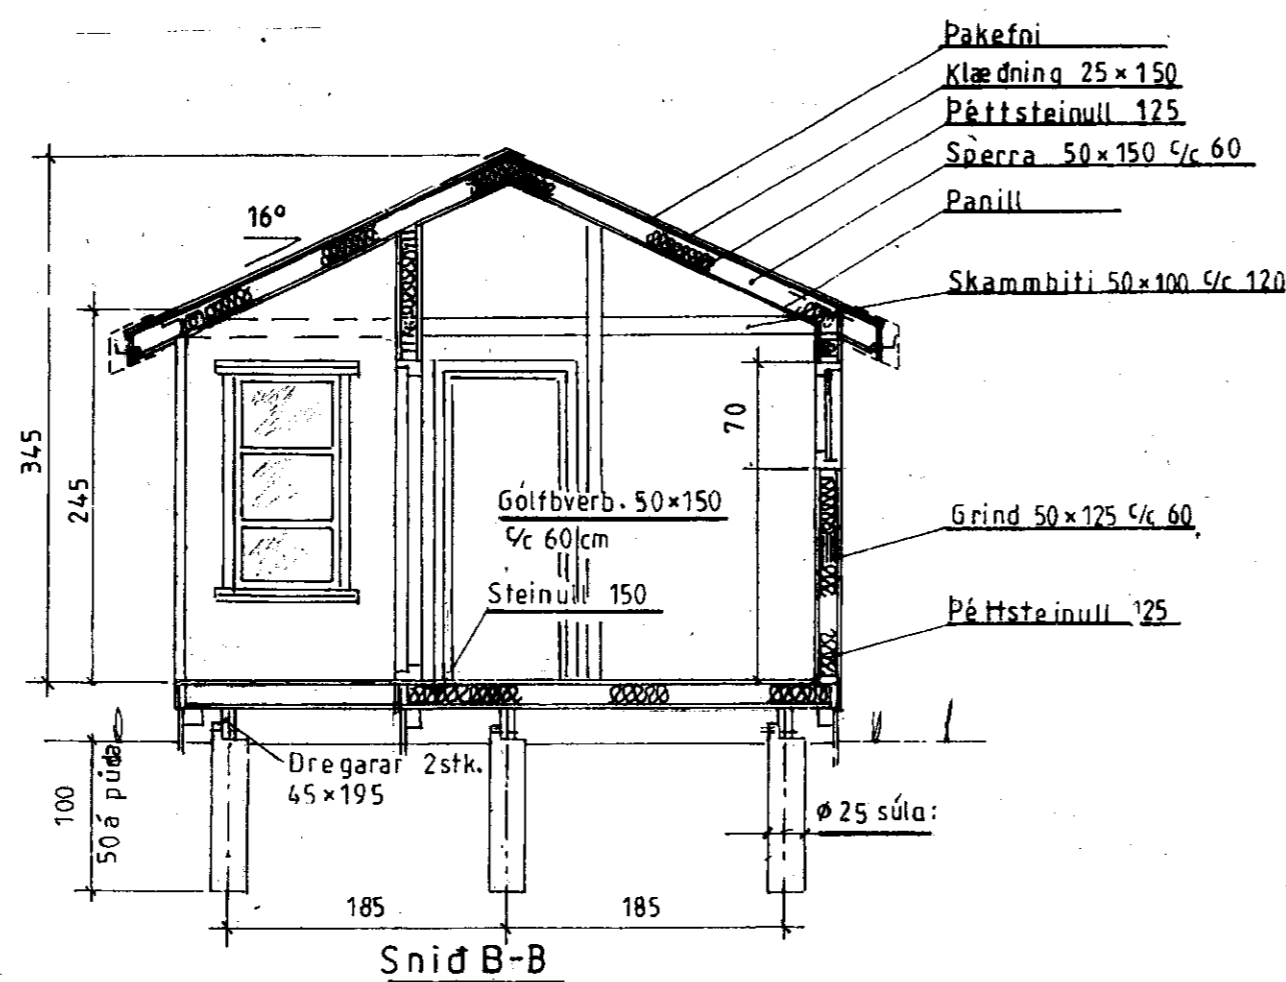 Þakefni
Klæðning 25×150
Þéttsteinull 125
Sperra 50×150 c/c 60
Panill
16°
Skammbiti 50×100 c/c 120
345
245
70
Gólfbverb. 50×150
c/c 60 cm
Grind 50×125 c/c 60
Steinull 150
Þéttsteinull 125
Dregarar 2stk.
45×195
100
50 á púða
ø 25 súla:
185
185
Snið B-B